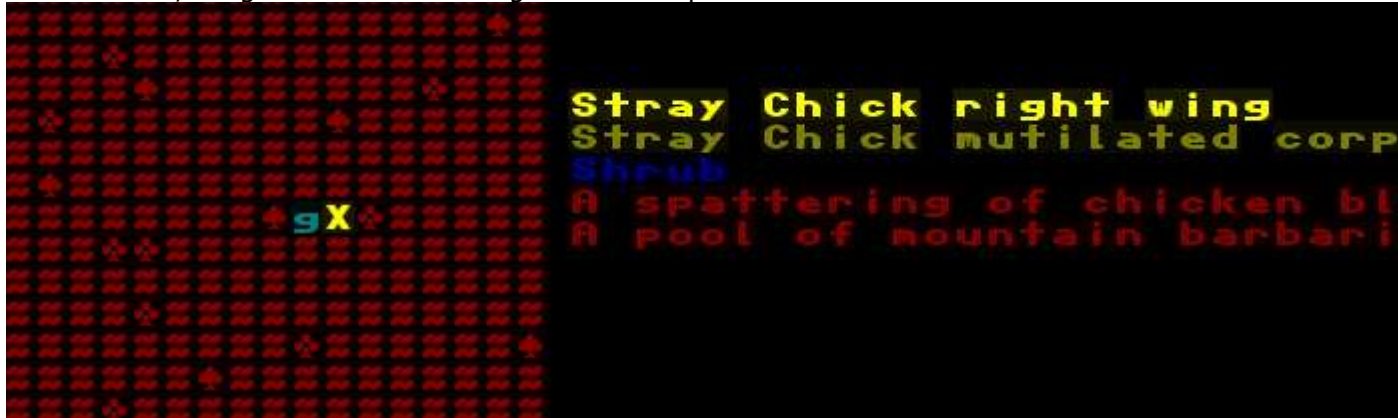 Stray Chick right wing
Stray Chick mutilated corp
Shrub
A spattering of chicken bl
A pool of mountain barbari
g X